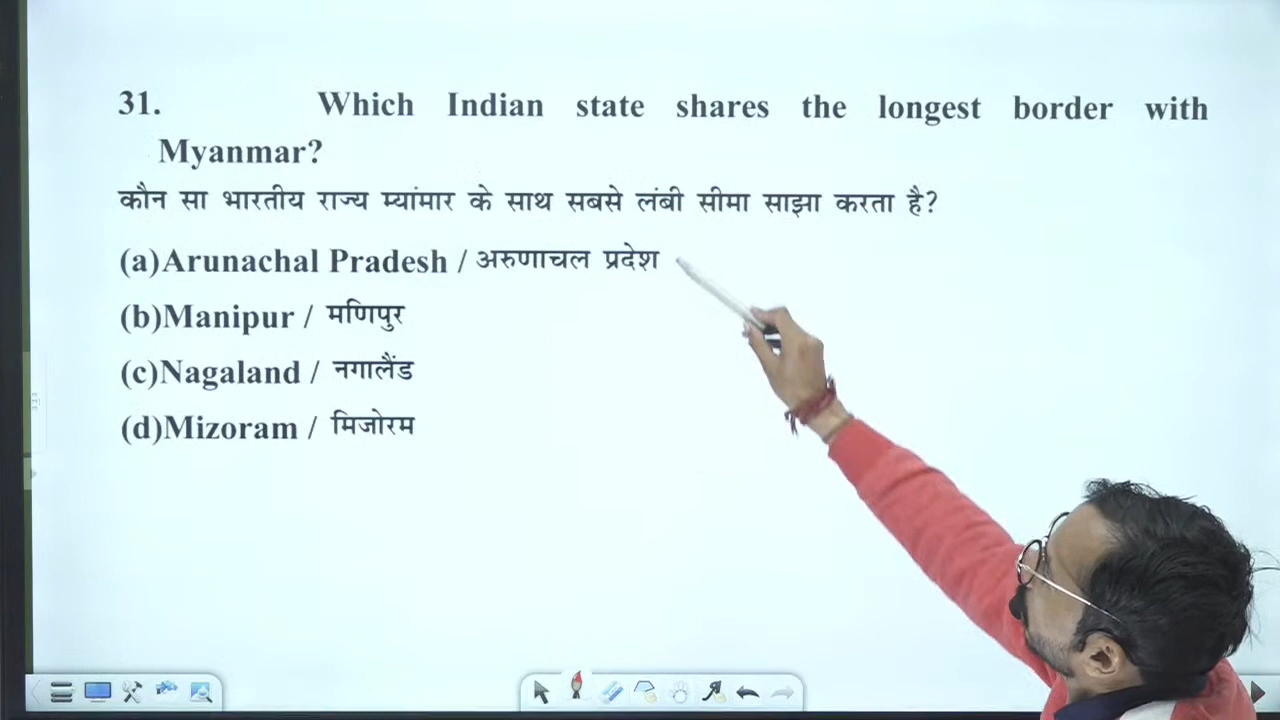 31. Which Indian state shares the longest border with
Myanmar?
कौन सा भारतीय राज्य म्यांमार के साथ सबसे लंबी सीमा साझा करता है?
(a)Arunachal Pradesh / अरुणाचल प्रदेश
(b)Manipur / मणिपुर
(c)Nagaland / नगालैंड
(d)Mizoram / मिजोरम